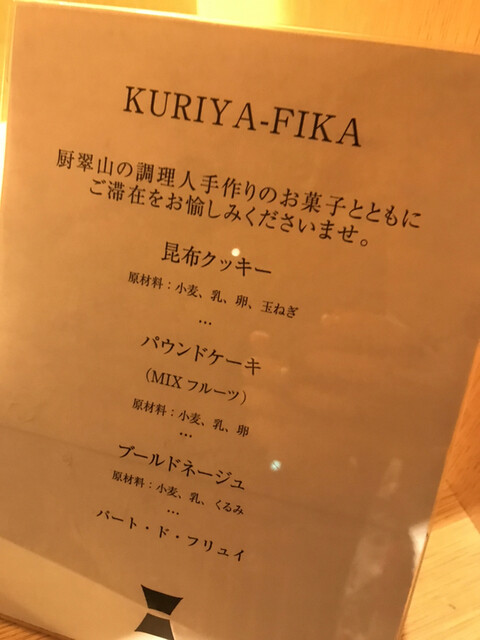 KURIYA-FIKA
厨翠山の調理人手作りのお菓子とともに
ご滞在をお愉しみくださいませ。
昆布クッキー
原材料：小麦、乳、卵、玉ねぎ
…
パウンドケーキ
（MIXフルーツ）
原材料：小麦、乳、卵
…
ブールドネージュ
原材料：小麦、乳、くるみ
…
パート・ド・フリュイ